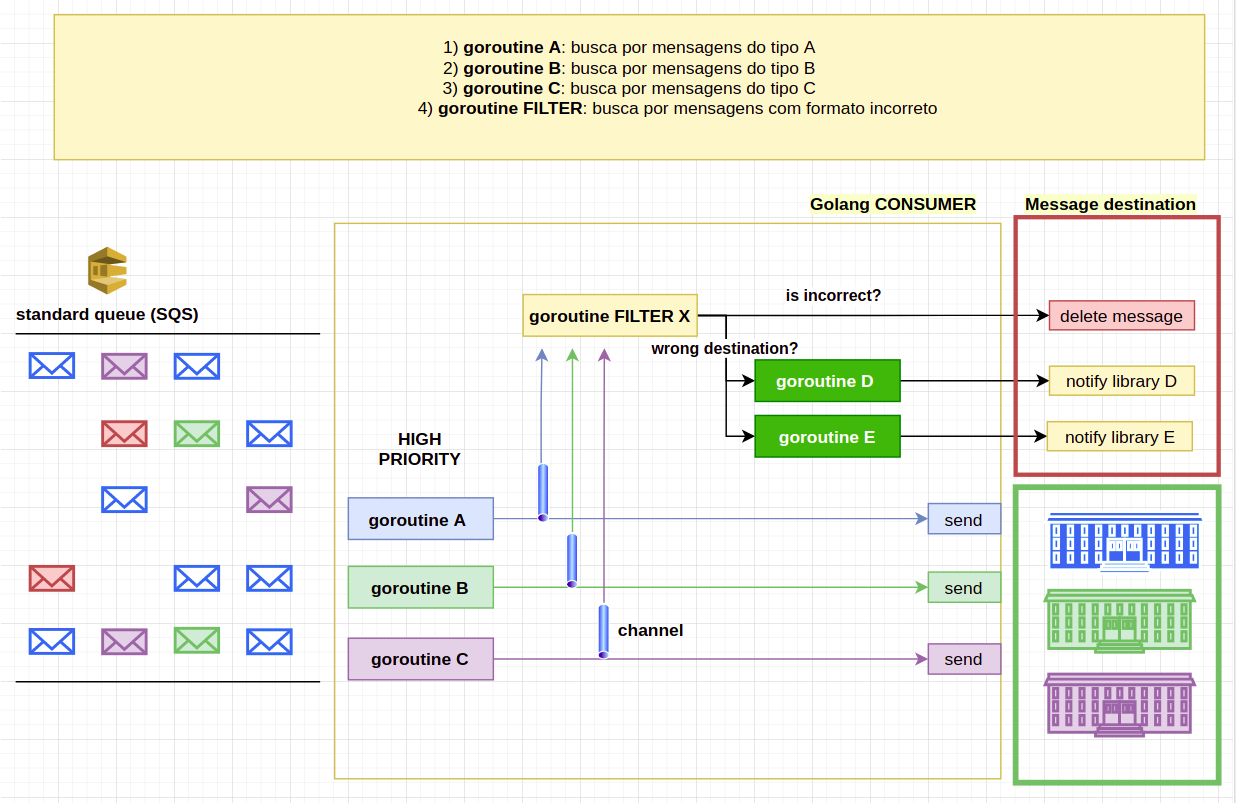 1) goroutine A: busca por mensagens do tipo A
2) goroutine B: busca por mensagens do tipo B
3) goroutine C: busca por mensagens do tipo C
4) goroutine FILTER: busca por mensagens com formato incorreto
Golang CONSUMER
Message destination
standard queue (SQS)
is incorrect?
goroutine FILTER X
delete message
wrong destination?
goroutine D
notify library D
goroutine E
notify library E
HIGH
PRIORITY
goroutine A
send
goroutine B
send
channel
goroutine C
send